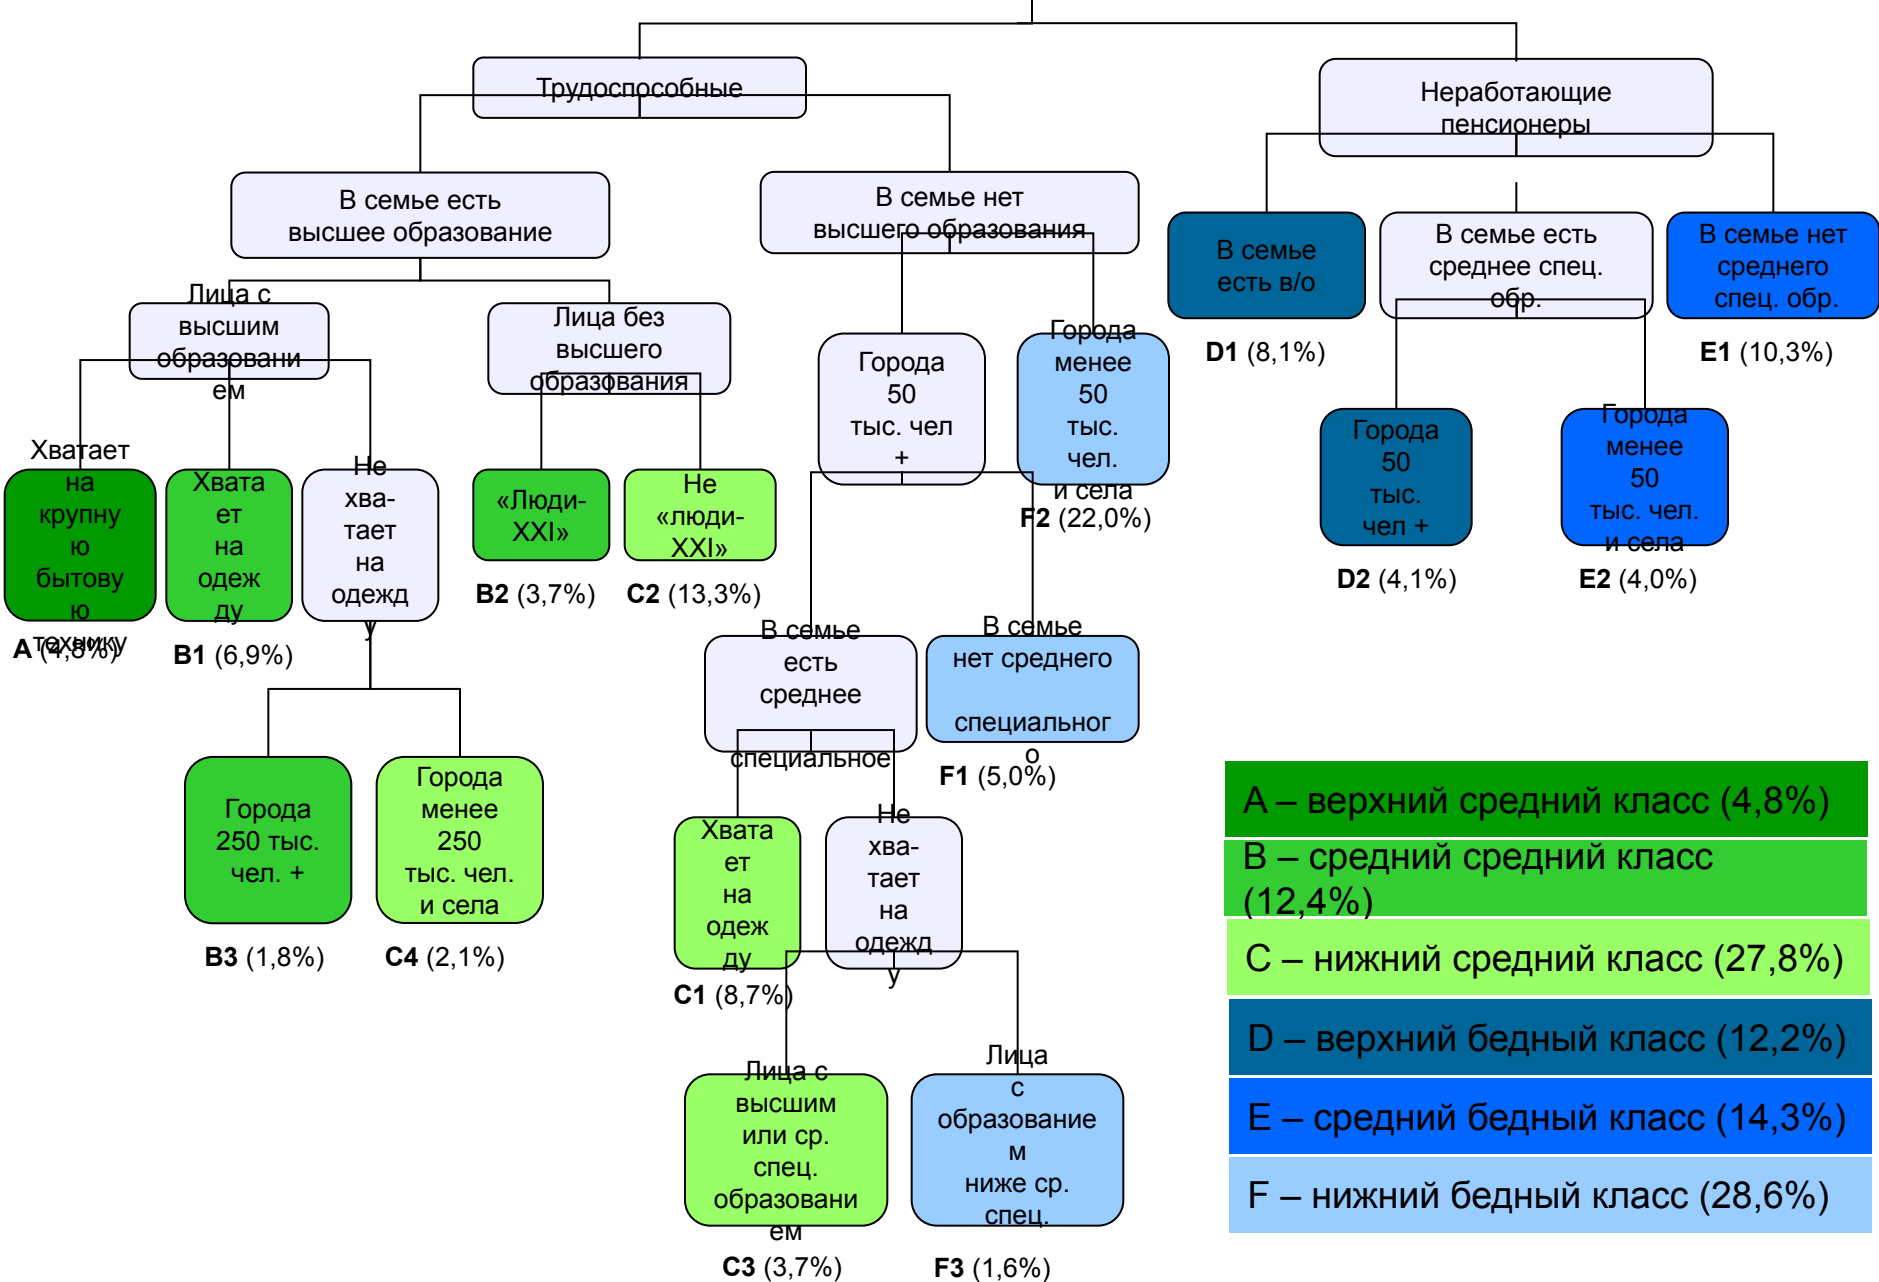 Трудоспособные
Неработающие
пенсионеры
В семье есть
высшее образование
В семье нет
высшего образования
В семье
есть в/о
В семье есть
среднее спец.
обр.
В семье нет
среднего
спец. обр.
D1 (8,1%)
E1 (10,3%)
Лица с
высшим
образовани
ем
Лица без
высшего
образования
Города
50
тыс. чел
+
Города
менее
50
тыс.
чел.
и села
F2 (22,0%)
Города
50
тыс.
чел +
Города
менее
50
тыс. чел.
и села
D2 (4,1%)
E2 (4,0%)
Хватает
на
крупну
ю
бытову
ю
технику
A (4,8%)
Хвата
ет
на
одеж
ду
B1 (6,9%)
Не
хва-
тает
на
одежд
у
«Люди-
XXI»
B2 (3,7%)
Не
«люди-
XXI»
C2 (13,3%)
В семье
есть
среднее
специальное
В семье
нет среднего
специальног
о
F1 (5,0%)
Города
250 тыс.
чел. +
B3 (1,8%)
Города
менее
250
тыс. чел.
и села
C4 (2,1%)
Хвата
ет
на
одеж
ду
C1 (8,7%)
Не
хва-
тает
на
одежд
у
Лица с
высшим
или ср.
спец.
образовани
ем
C3 (3,7%)
Лица
с
образование
м
ниже ср.
спец.
F3 (1,6%)
A – верхний средний класс (4,8%)
B – средний средний класс
(12,4%)
C – нижний средний класс (27,8%)
D – верхний бедный класс (12,2%)
E – средний бедный класс (14,3%)
F – нижний бедный класс (28,6%)